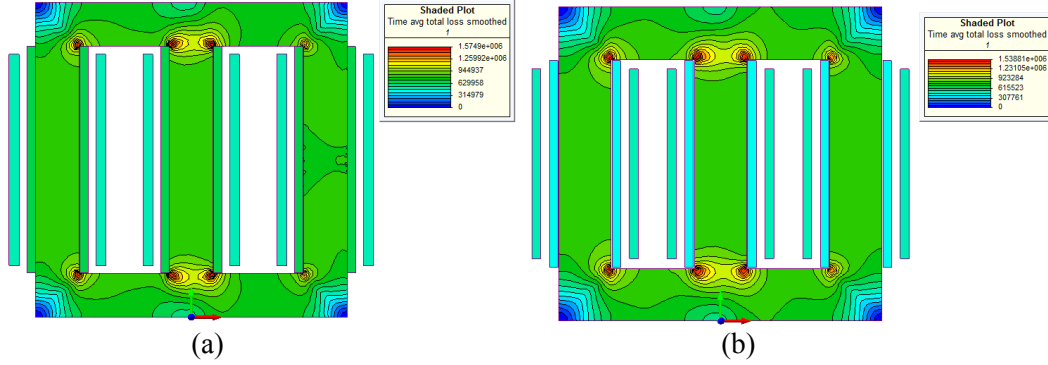 Shaded Plot
Time avg total loss smoothed
f
1.5749e+006
1.25992e+006
944937
629958
314979
0
(a)
Shaded Plot
Time avg total loss smoothed
f
1.53881e+006
1.23105e+006
923284
615523
307761
0
(b)